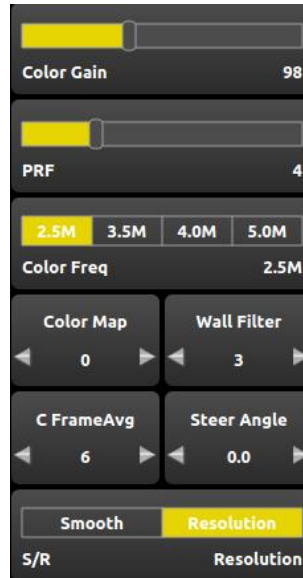 Color Gain 98
PRF 4
2.5M 3.5M 4.0M 5.0M
Color Freq 2.5M
Color Map Wall Filter
0 3
C FrameAvg Steer Angle
6 0.0
Smooth Resolution
S/R Resolution